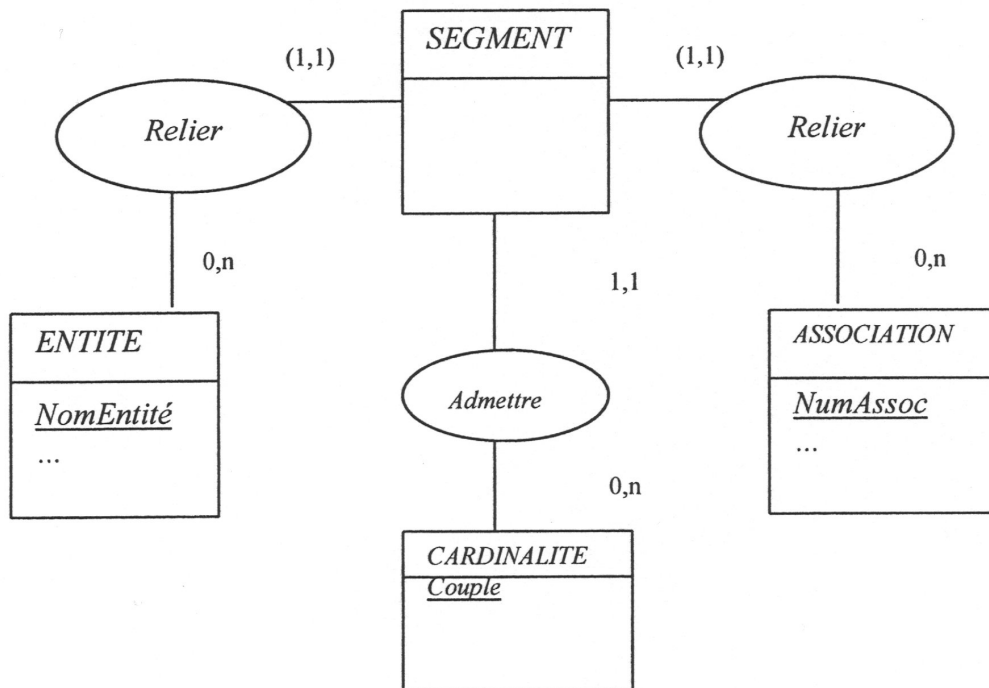 SEGMENT
(1,1)
(1,1)
Relier
Relier
0,n
1,1
0,n
ENTITE
ASSOCIATION
NomEntité
...
Admettre
NumAssoc
...
0,n
CARDINALITE
Couple